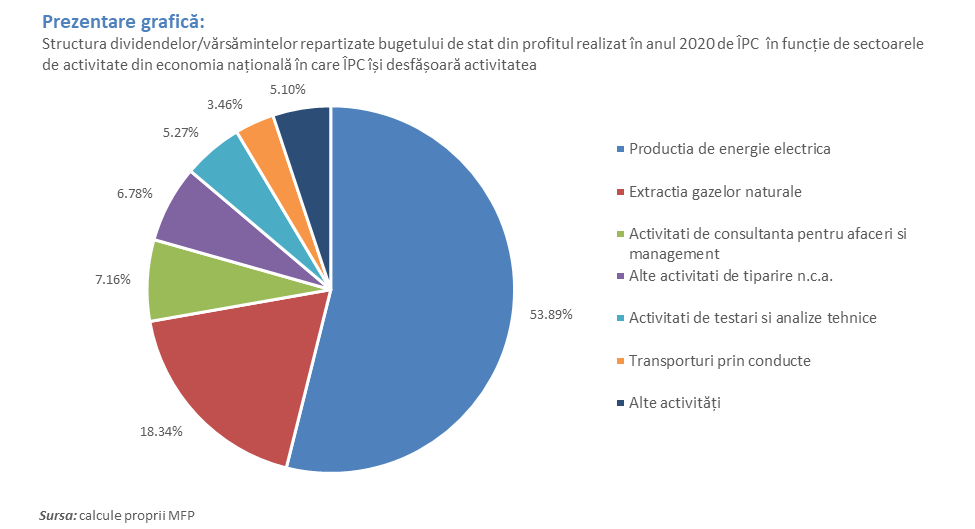 Prezentare grafică:
Structura dividendelor/vărsămintelor repartizate bugetului de stat din profitul realizat în anul 2020 de ÎPC în funcție de sectoarele
de activitate din economia națională în care ÎPC își desfășoară activitatea
5.10%
3.46%
5.27%
6.78%
7.16%
18.34%
53.89%
Productia de energie electrica
Extractia gazelor naturale
Activitati de consultanta pentru afaceri si
management
Alte activitati de tiparire n.c.a.
Activitati de testari si analize tehnice
Transporturi prin conducte
Alte activități
Sursa: calcule proprii MFP